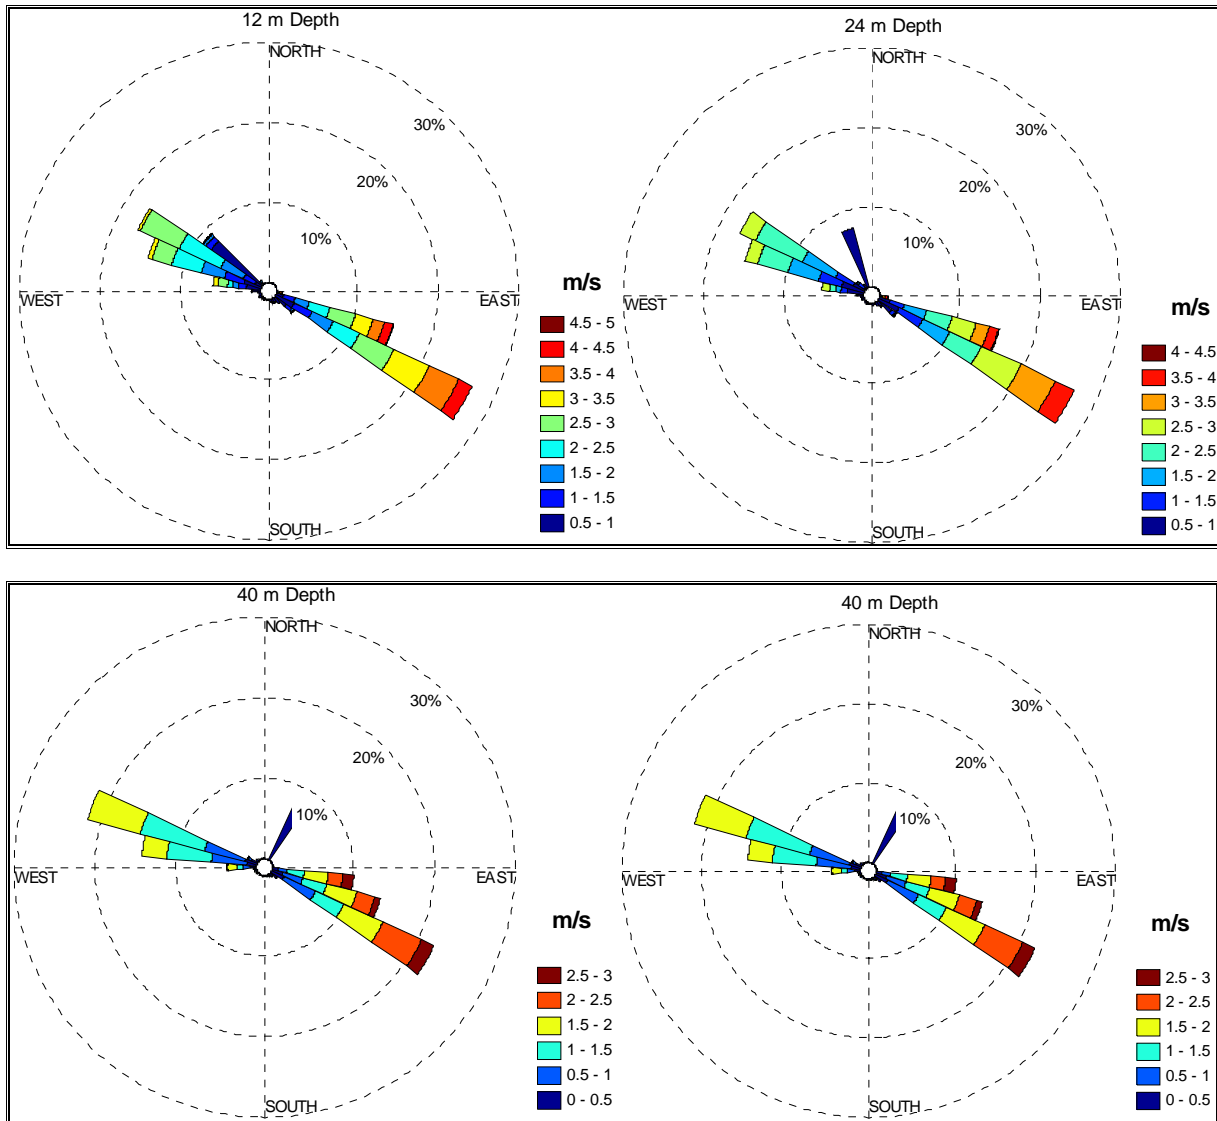 12 m Depth
NORTH
30%
20%
10%
WEST
EAST
SOUTH
m/s
4.5 - 5
4 - 4.5
3.5 - 4
3 - 3.5
2.5 - 3
2 - 2.5
1.5 - 2
1 - 1.5
0.5 - 1
24 m Depth
NORTH
30%
20%
10%
WEST
EAST
SOUTH
m/s
4 - 4.5
3.5 - 4
3 - 3.5
2.5 - 3
2 - 2.5
1.5 - 2
1 - 1.5
0.5 - 1
40 m Depth
NORTH
30%
20%
10%
WEST
EAST
SOUTH
m/s
2.5 - 3
2 - 2.5
1.5 - 2
1 - 1.5
0.5 - 1
0 - 0.5
40 m Depth
NORTH
30%
20%
10%
WEST
EAST
SOUTH
m/s
2.5 - 3
2 - 2.5
1.5 - 2
1 - 1.5
0.5 - 1
0 - 0.5